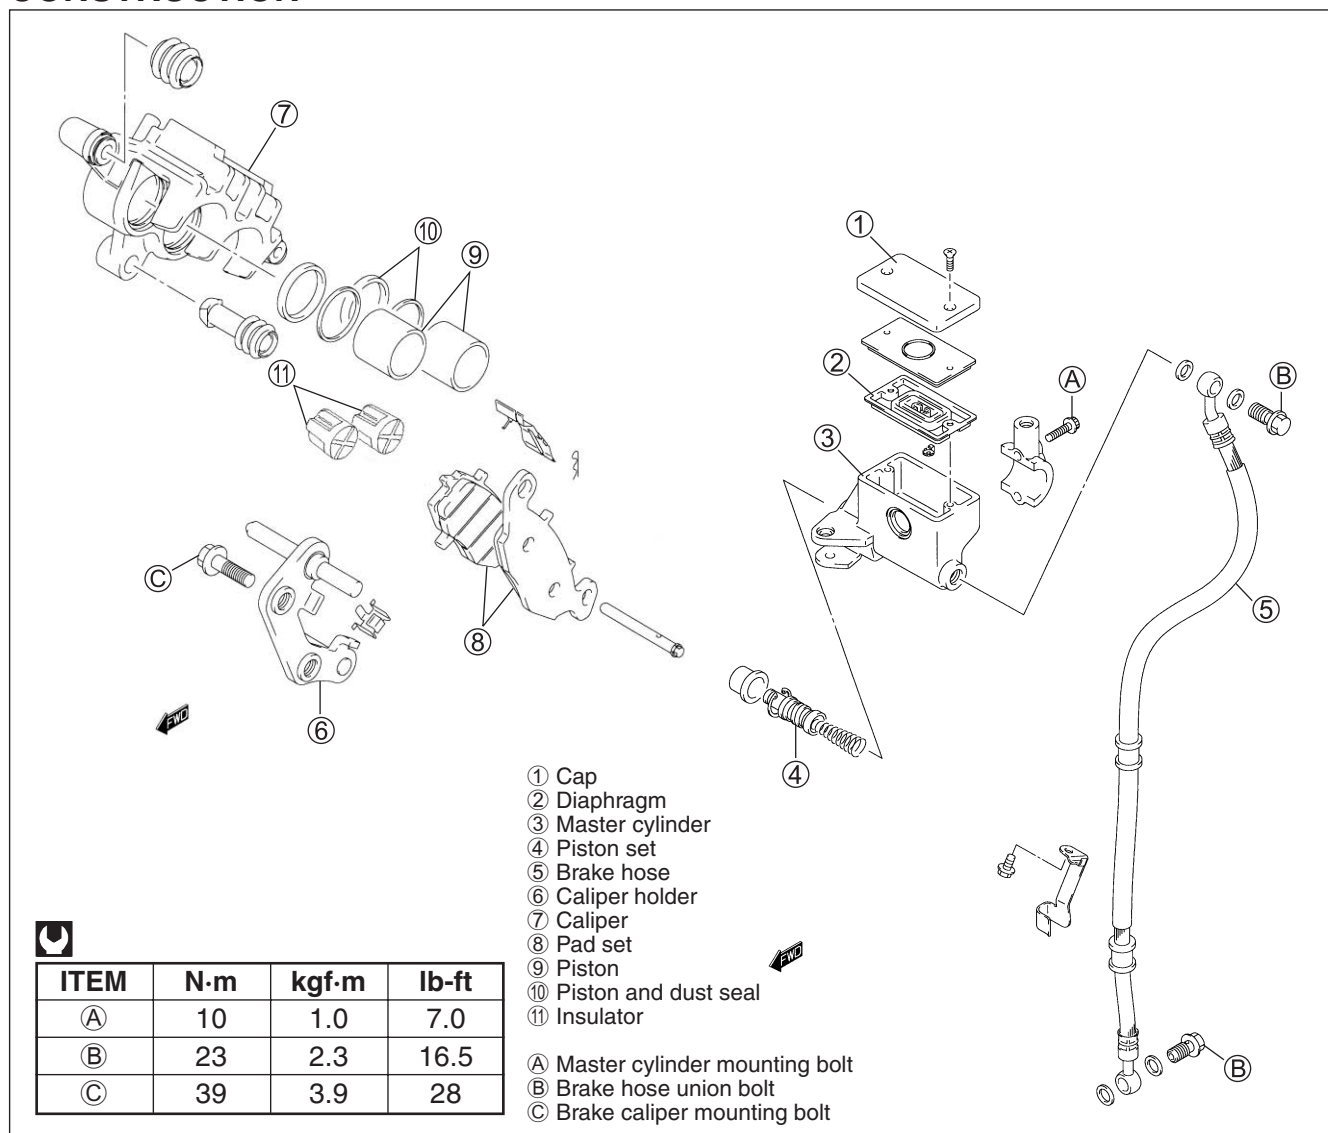 ⑦
⑩
⑨
①
②
Ⓐ
Ⓑ
③
⑪
Ⓒ
⑧
⑤
⑥
④
FWD
① Cap
② Diaphragm
③ Master cylinder
④ Piston set
⑤ Brake hose
⑥ Caliper holder
⑦ Caliper
⑧ Pad set
⑨ Piston
⑩ Piston and dust seal
⑪ Insulator
Ⓐ Master cylinder mounting bolt
Ⓑ Brake hose union bolt
Ⓒ Brake caliper mounting bolt
FWD
Ⓑ
ITEM N·m kgf·m lb-ft
Ⓐ 10 1.0 7.0
Ⓑ 23 2.3 16.5
Ⓒ 39 3.9 28